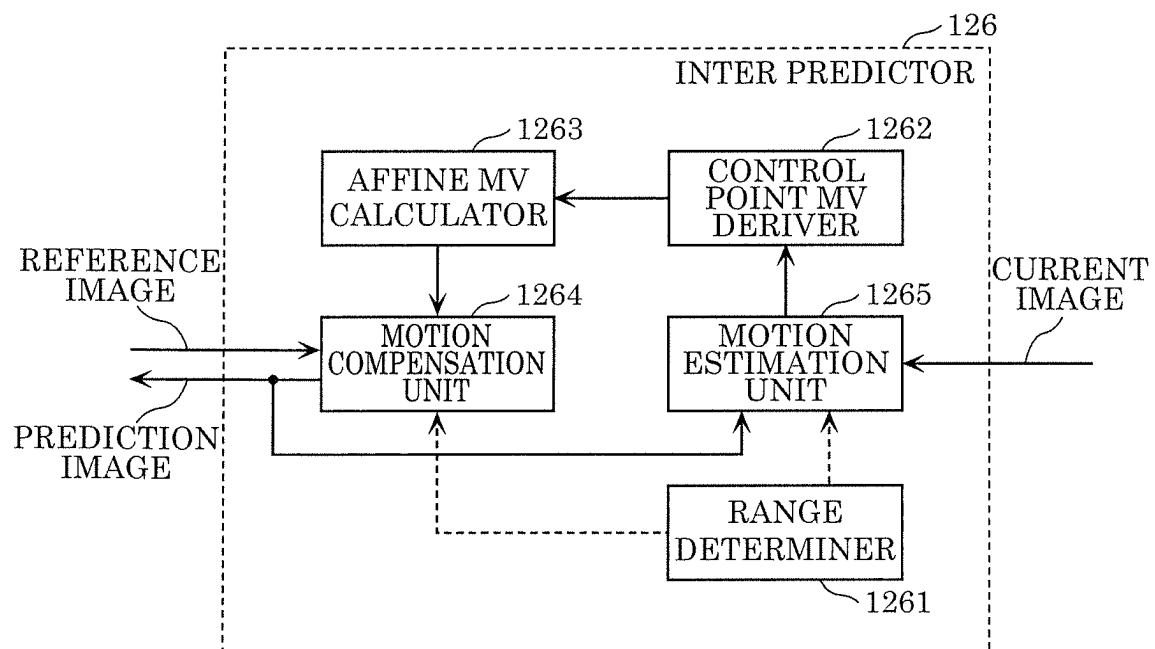 126
INTER PREDICTOR
1263
AFFINE MV
CALCULATOR
1262
CONTROL
POINT MV
DERIVER
REFERENCE
IMAGE
1264
MOTION
COMPENSATION
UNIT
1265
MOTION
ESTIMATION
UNIT
CURRENT
IMAGE
PREDICTION
IMAGE
RANGE
DETERMINER
1261